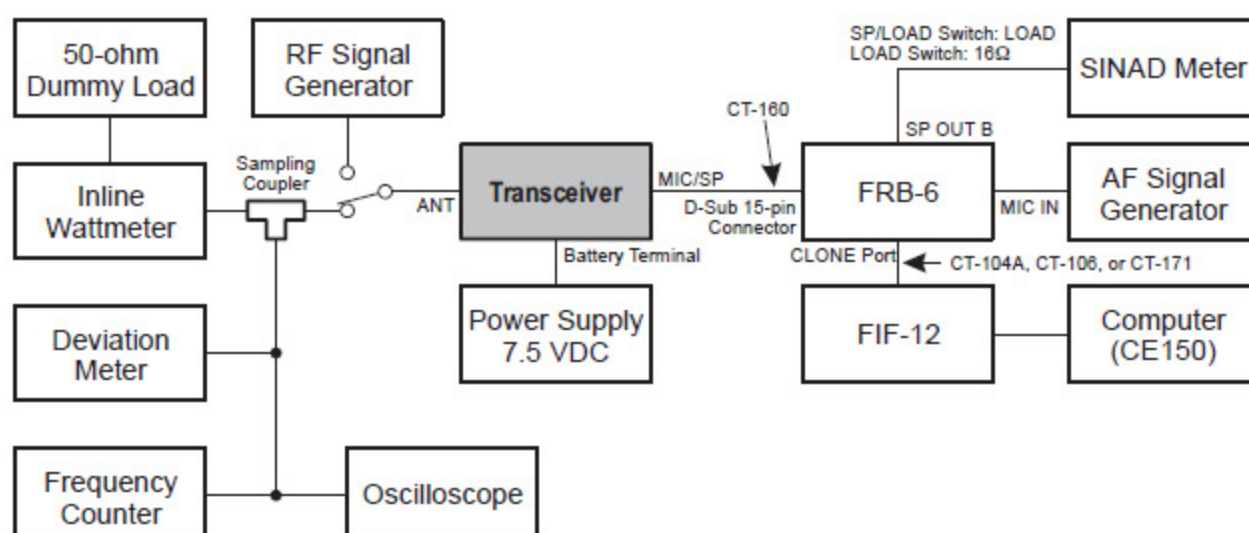 50-ohm
Dummy Load
RF Signal
Generator
SP/LOAD Switch: LOAD
LOAD Switch: 16Ω
SINAD Meter
CT-160
SP OUT B
Sampling
Coupler
Inline
Wattmeter
ANT
Transceiver
MIC/SP
D-Sub 15-pin
Connector
FRB-6
MIC IN
AF Signal
Generator
Battery Terminal
CLONE Port
CT-104A, CT-106, or CT-171
Deviation
Meter
Power Supply
7.5 VDC
FIF-12
Computer
(CE150)
Frequency
Counter
Oscilloscope